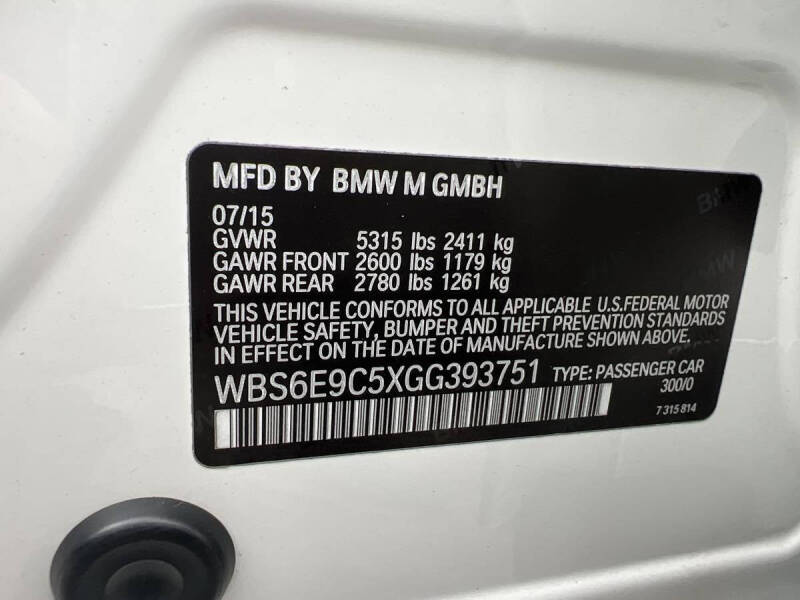 MFD BY BMW M GMBH
07/15
GVWR 5315 lbs 2411 kg
GAWR FRONT 2600 lbs 1179 kg
GAWR REAR 2780 lbs 1261 kg
THIS VEHICLE CONFORMS TO ALL APPLICABLE U.S.FEDERAL MOTOR
VEHICLE SAFETY, BUMPER AND THEFT PREVENTION STANDARDS
IN EFFECT ON THE DATE OF MANUFACTURE SHOWN ABOVE.
WBS6E9C5XGG393751 TYPE: PASSENGER CAR
300/0
7 315 814
BMW
BMW